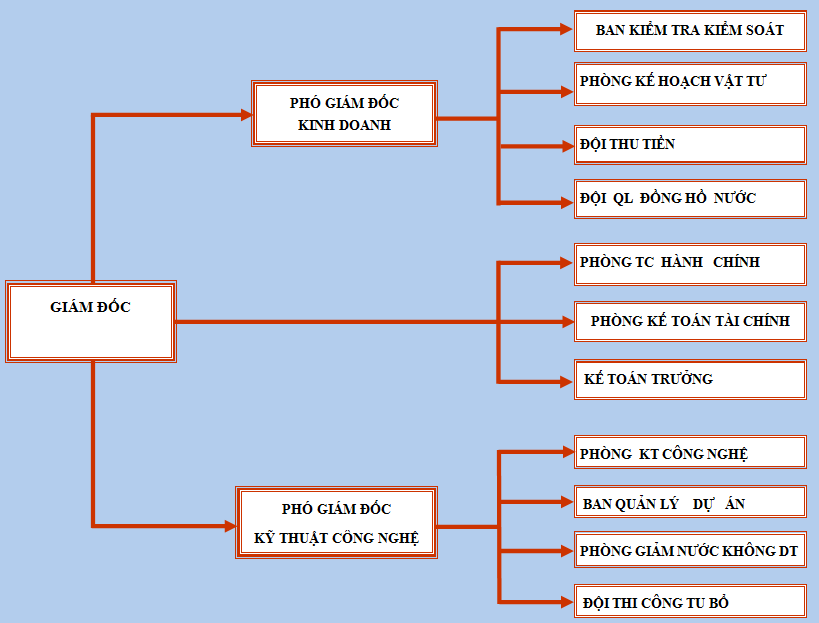 BAN KIỂM TRA KIỂM SOÁT
PHÒNG KẾ HOẠCH VẬT TƯ
PHÓ GIÁM ĐỐC
KINH DOANH
ĐỘI THU TIỀN
ĐỘI QL ĐỒNG HỒ NƯỚC
PHÒNG TC HÀNH CHÍNH
GIÁM ĐỐC
PHÒNG KẾ TOÁN TÀI CHÍNH
KẾ TOÁN TRƯỞNG
PHÒNG KT CÔNG NGHỆ
BAN QUẢN LÝ DỰ ÁN
PHÓ GIÁM ĐỐC
KỸ THUẬT CÔNG NGHỆ
PHÒNG GIẢM NƯỚC KHÔNG DT
ĐỘI THI CÔNG TU BỔ